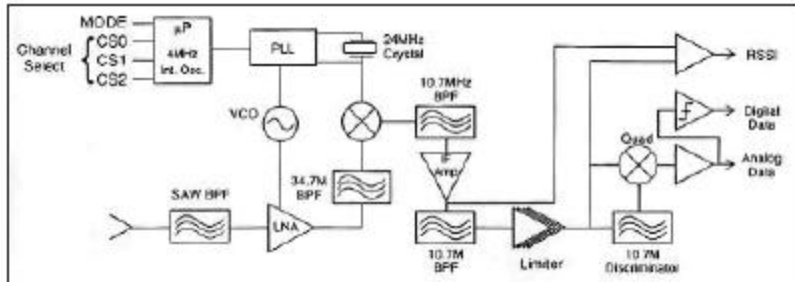 MODE
Channel
Select
CS0
CS1
CS2
µP
4MHz
Int. Osc.
PLL
24MHz
Crystal
RSSI
VCO
10.7MHz
BPF
Digital
Data
IF
Amp
Quad
Analog
Data
SAW BPF
34.7M
BPF
LNA
10.7M
BPF
Limiter
10.7M
Discriminator